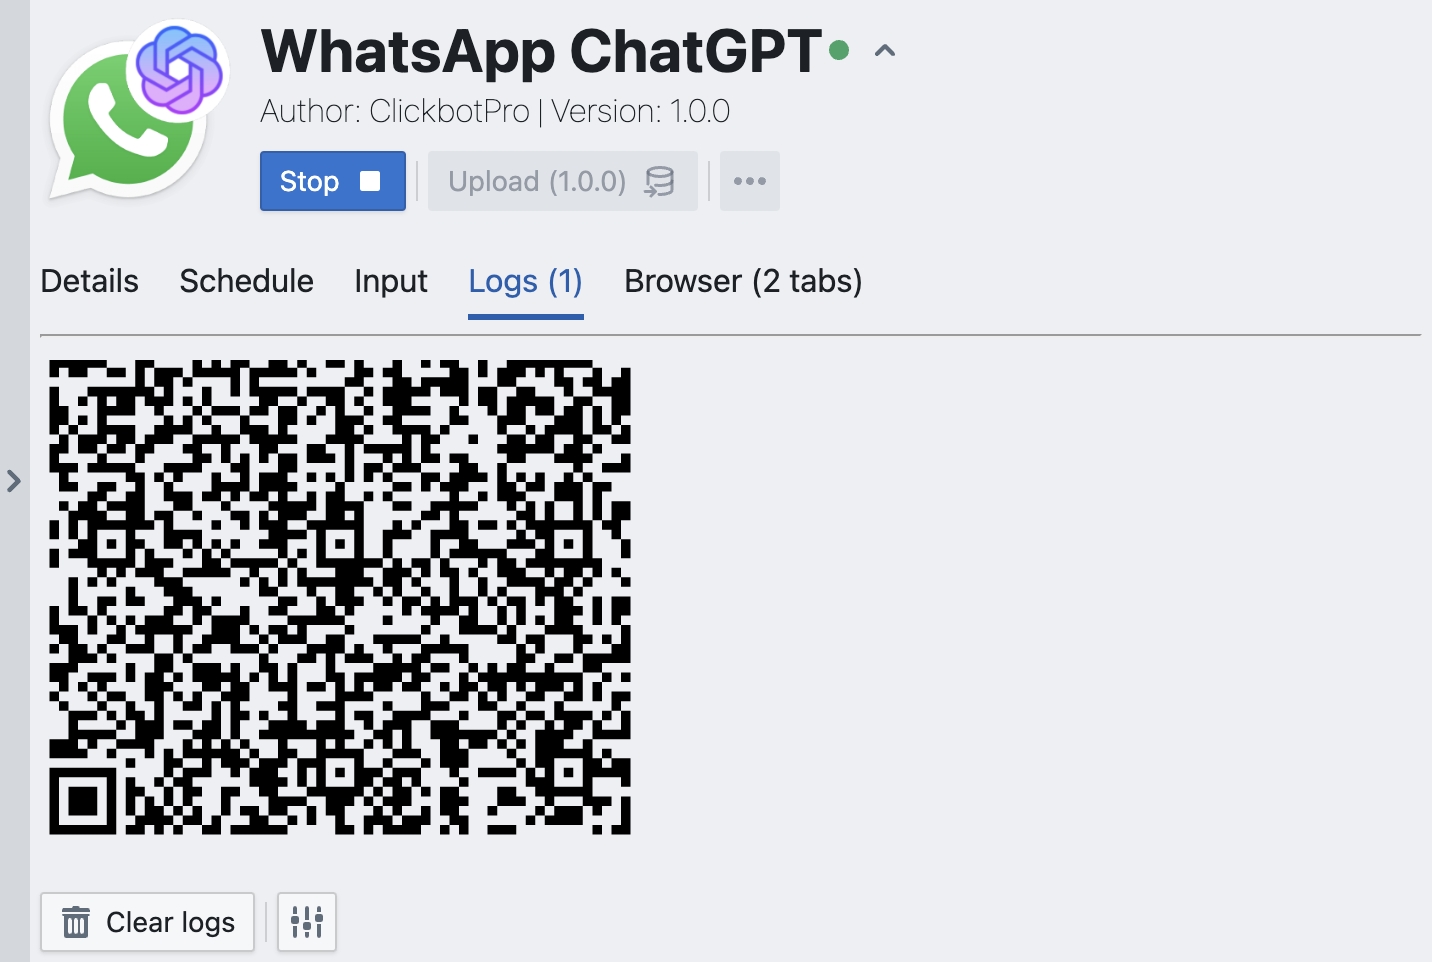 WhatsApp ChatGPT
Author: ClickbotPro | Version: 1.0.0
Stop
Upload (1.0.0)
Details Schedule Input Logs (1) Browser (2 tabs)
Clear logs